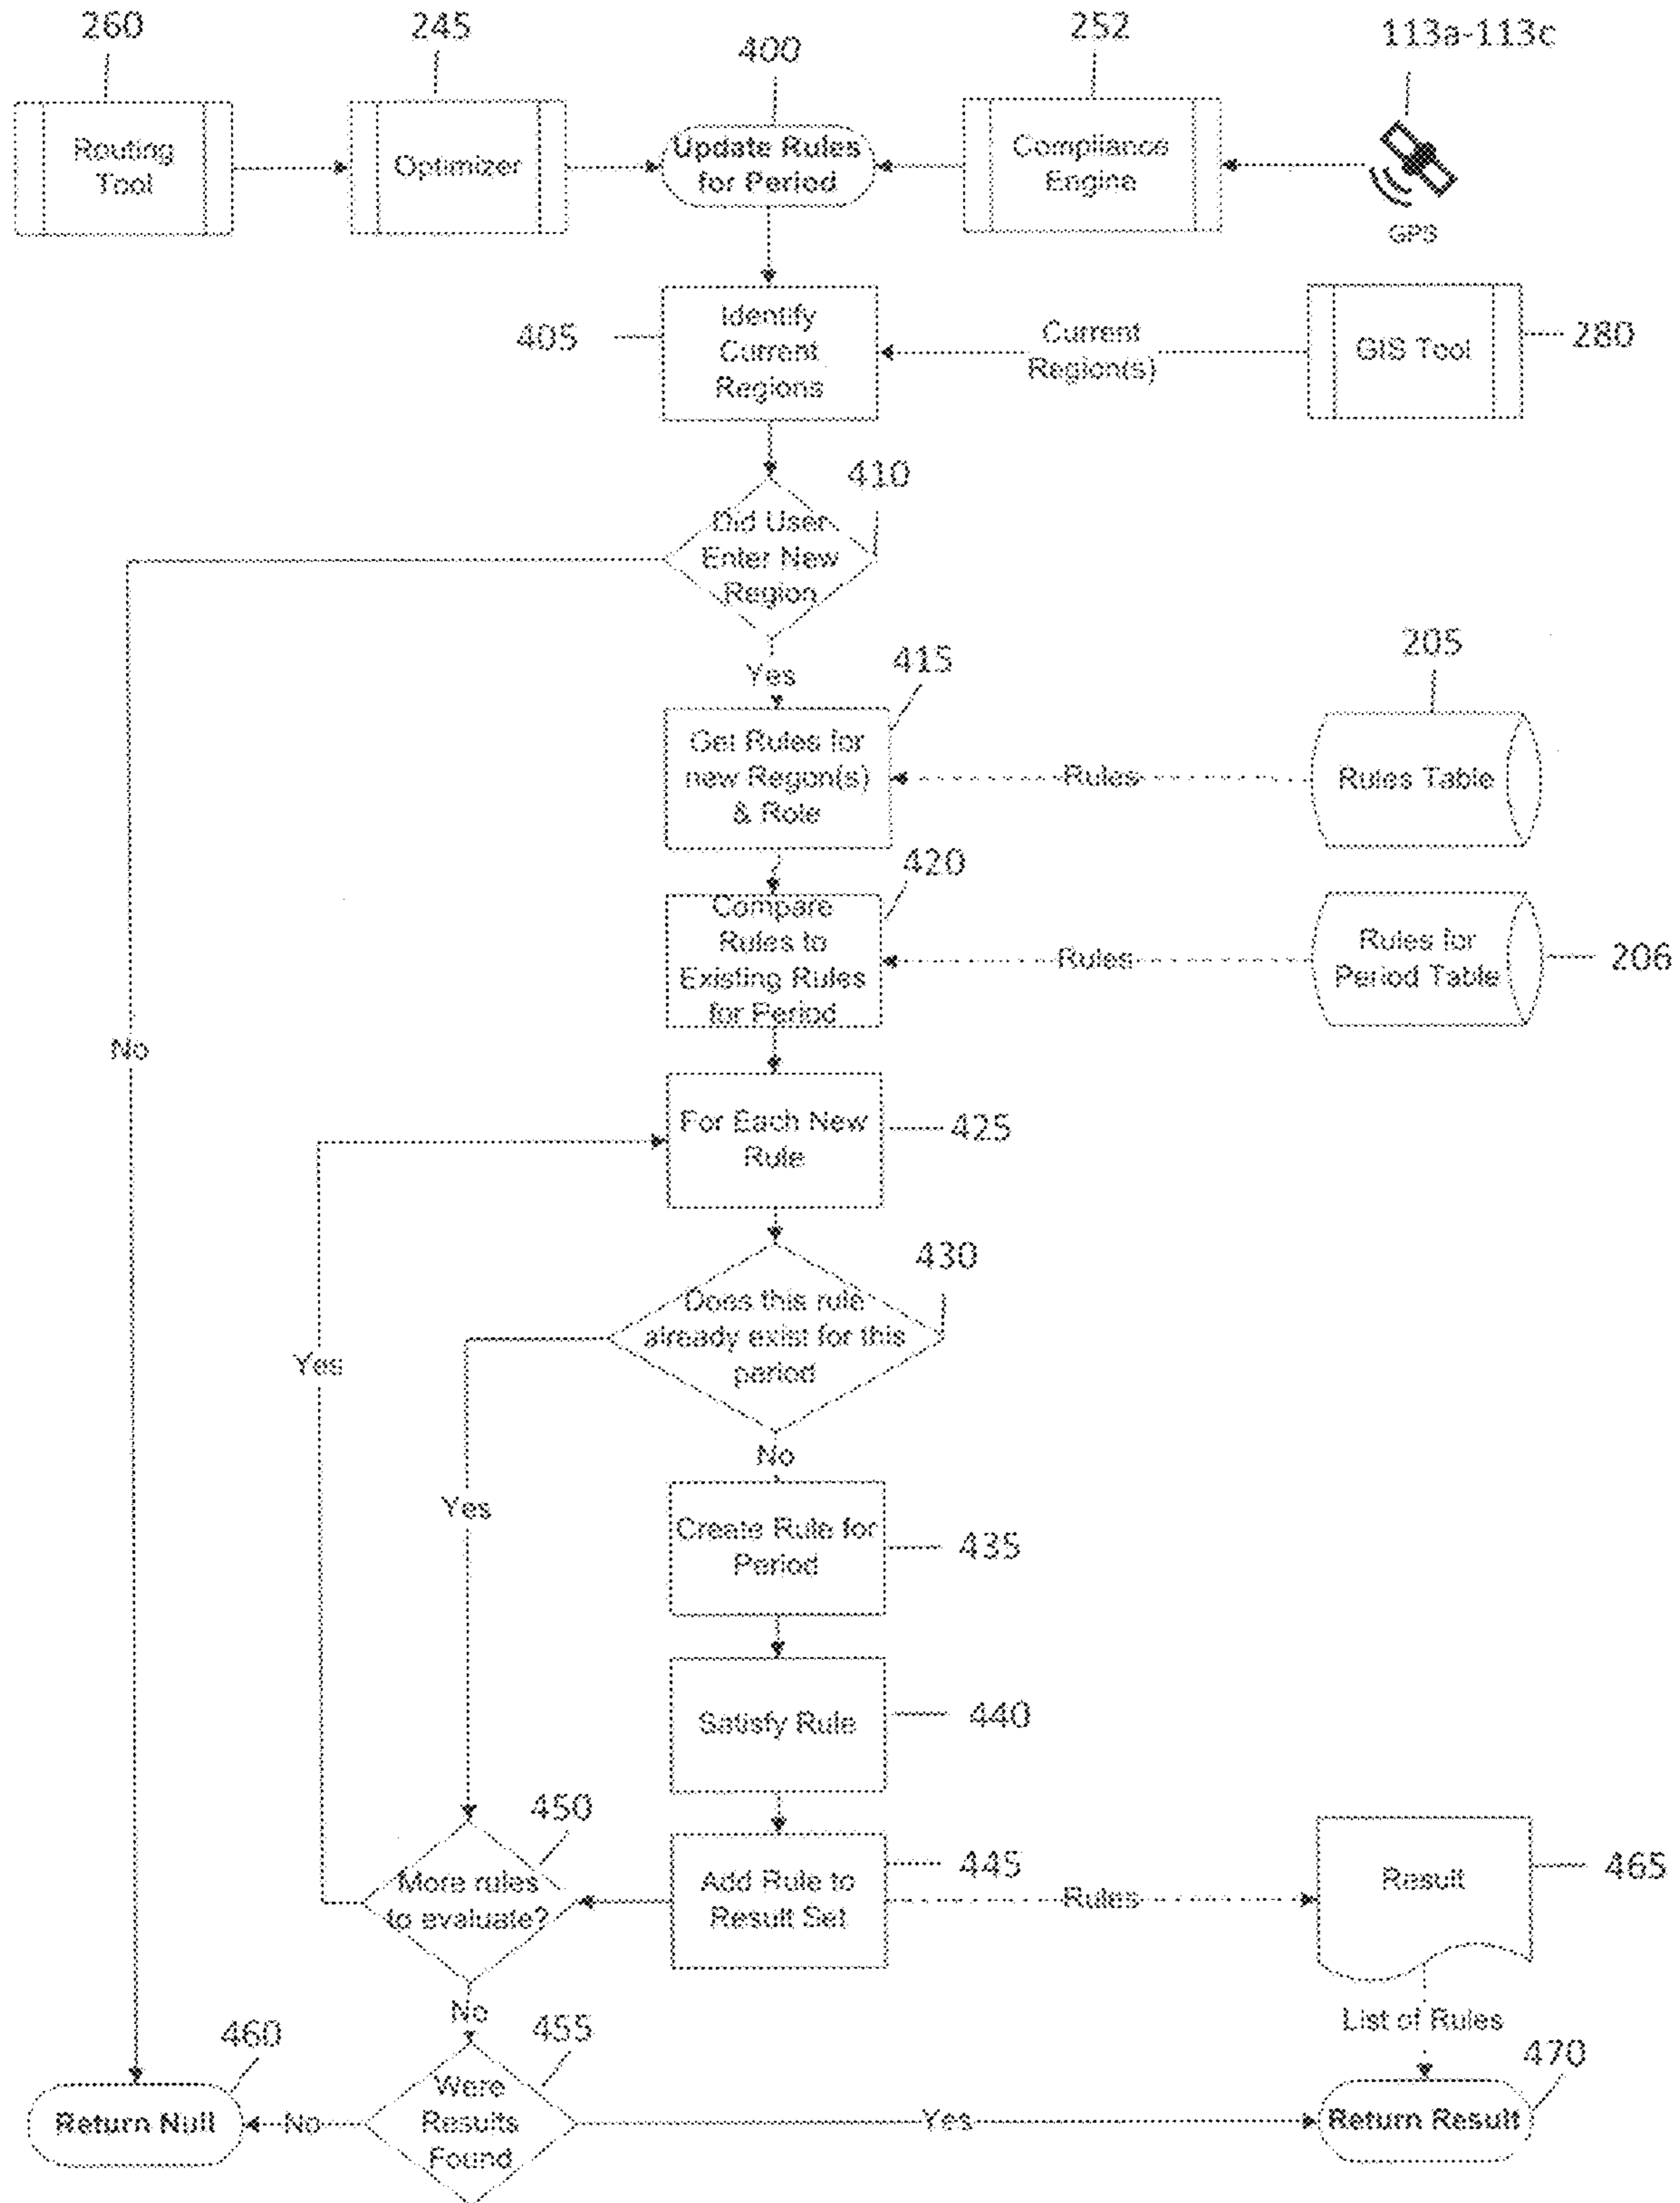 260
245
400
252
113a-113c
Routing
Tool
Optimizer
Update Rules
for Period
Compliance
Engine
GPS
405
Identify
Current
Regions
Current
Region(s)
GIS Tool
280
410
Did User
Enter New
Region
Yes
415
205
Get Rules for
new Regon(s)
& Role
Rules
Rules Table
420
Compare
Rules to
Existing Rules
for Period
Rules
Rules for
Period Table
206
No
For Each New
Rule
425
430
Does this rule
already exist for this
period
Yes
No
Yes
Create Rule for
Period
435
Satisfy Rule
440
450
More rules
to evaluate?
Add Rule to
Result Set
445
Rules
Result
465
No
List of Rules
460
455
470
Return Null
No
Were
Results
Found
Yes
Return Result